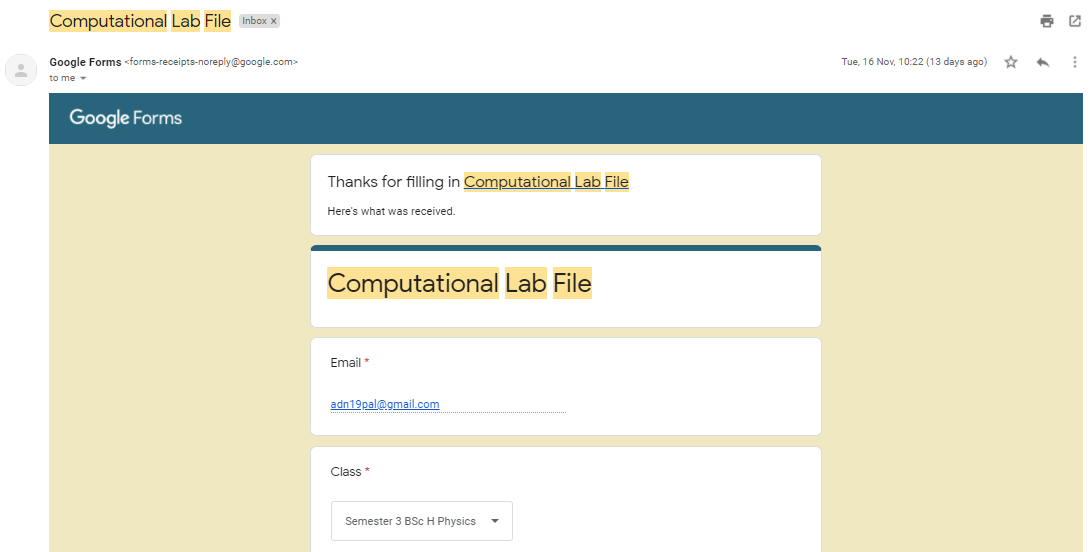 Computational Lab File Inbox x
Google Forms <forms-receipts-noreply@google.com> Tue, 16 Nov, 10:22 (13 days ago)
to me
Google Forms
Thanks for filling in Computational Lab File
Here's what was received.
Computational Lab File
Email *
adn19pal@gmail.com
Class *
Semester 3 BSc H Physics